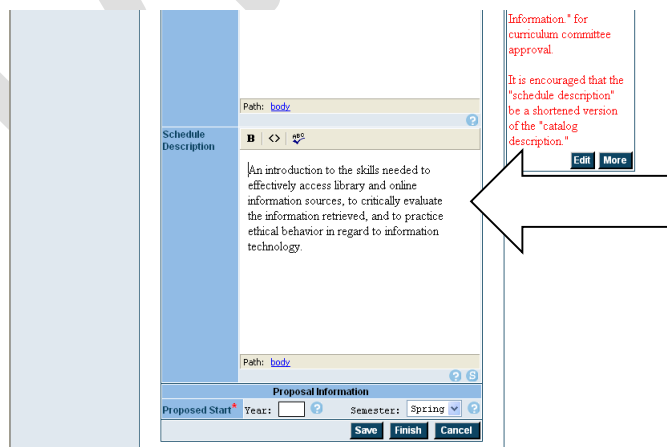 Information." for
curriculum committee
approval.
It is encouraged that the
"schedule description"
be a shortened version
of the "catalog
description."
Edit More
Path: body
Schedule
Description
B <> ABC
An introduction to the skills needed to
effectively access library and online
information sources, to critically evaluate
the information retrieved, and to practice
ethical behavior in regard to information
technology.
Path: body
? S
Proposal Information
Proposed Start* Year: ? Semester: Spring ?
Save Finish Cancel